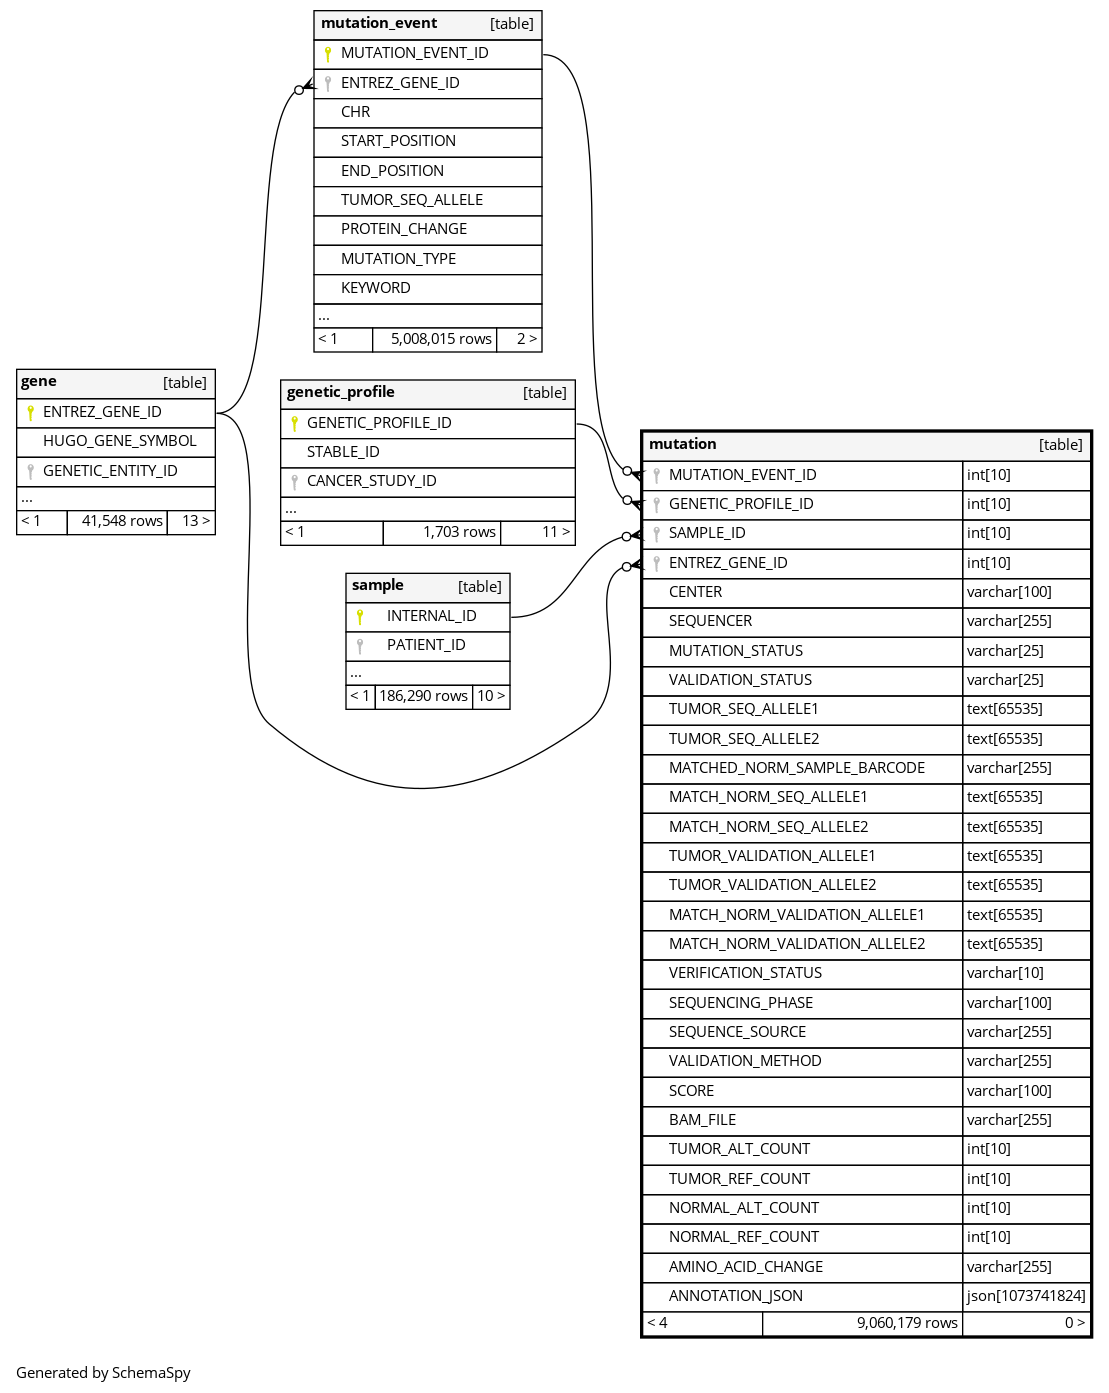 mutation_event [table]
MUTATION_EVENT_ID
ENTREZ_GENE_ID
CHR
START_POSITION
END_POSITION
TUMOR_SEQ_ALLELE
PROTEIN_CHANGE
MUTATION_TYPE
KEYWORD
...
< 1 5,008,015 rows 2 >
gene [table]
ENTREZ_GENE_ID
HUGO_GENE_SYMBOL
GENETIC_ENTITY_ID
...
< 1 41,548 rows 13 >
genetic_profile [table]
GENETIC_PROFILE_ID
STABLE_ID
CANCER_STUDY_ID
...
< 1 1,703 rows 11 >
sample [table]
INTERNAL_ID
PATIENT_ID
...
< 1 186,290 rows 10 >
mutation [table]
MUTATION_EVENT_ID int[10]
GENETIC_PROFILE_ID int[10]
SAMPLE_ID int[10]
ENTREZ_GENE_ID int[10]
CENTER varchar[100]
SEQUENCER varchar[255]
MUTATION_STATUS varchar[25]
VALIDATION_STATUS varchar[25]
TUMOR_SEQ_ALLELE1 text[65535]
TUMOR_SEQ_ALLELE2 text[65535]
MATCHED_NORM_SAMPLE_BARCODE varchar[255]
MATCH_NORM_SEQ_ALLELE1 text[65535]
MATCH_NORM_SEQ_ALLELE2 text[65535]
TUMOR_VALIDATION_ALLELE1 text[65535]
TUMOR_VALIDATION_ALLELE2 text[65535]
MATCH_NORM_VALIDATION_ALLELE1 text[65535]
MATCH_NORM_VALIDATION_ALLELE2 text[65535]
VERIFICATION_STATUS varchar[10]
SEQUENCING_PHASE varchar[100]
SEQUENCE_SOURCE varchar[255]
VALIDATION_METHOD varchar[255]
SCORE varchar[100]
BAM_FILE varchar[255]
TUMOR_ALT_COUNT int[10]
TUMOR_REF_COUNT int[10]
NORMAL_ALT_COUNT int[10]
NORMAL_REF_COUNT int[10]
AMINO_ACID_CHANGE varchar[255]
ANNOTATION_JSON json[1073741824]
< 4 9,060,179 rows 0 >
Generated by SchemaSpy